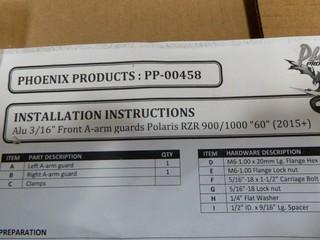 PHOENIX PRODUCTS : PP-00458
INSTALLATION INSTRUCTIONS
Alu 3/16" Front A-arm guards Polaris RZR 900/1000 "60" (2015+)
ITEM PART DESCRIPTION QTY
A Left A-arm guard 1
B Right A-arm guard 1
C Clamps
ITEM HARDWARE DESCRIPTION
D M6-1.00 x 20mm Lg. Flange Hex
E M6-1.00 Flange Lock nut
F 5/16"-18 x 1-1/2" Carriage Bolt
G 5/16"-18 Lock nut
H 1/4" Flat Washer
I 1/2" ID. x 9/16" Lg. Spacer
PREPARATION